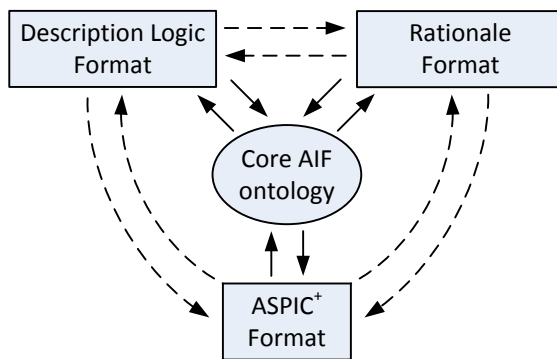 Description Logic
Format
Rationale
Format
Core AIF
ontology
ASPIC⁺
Format